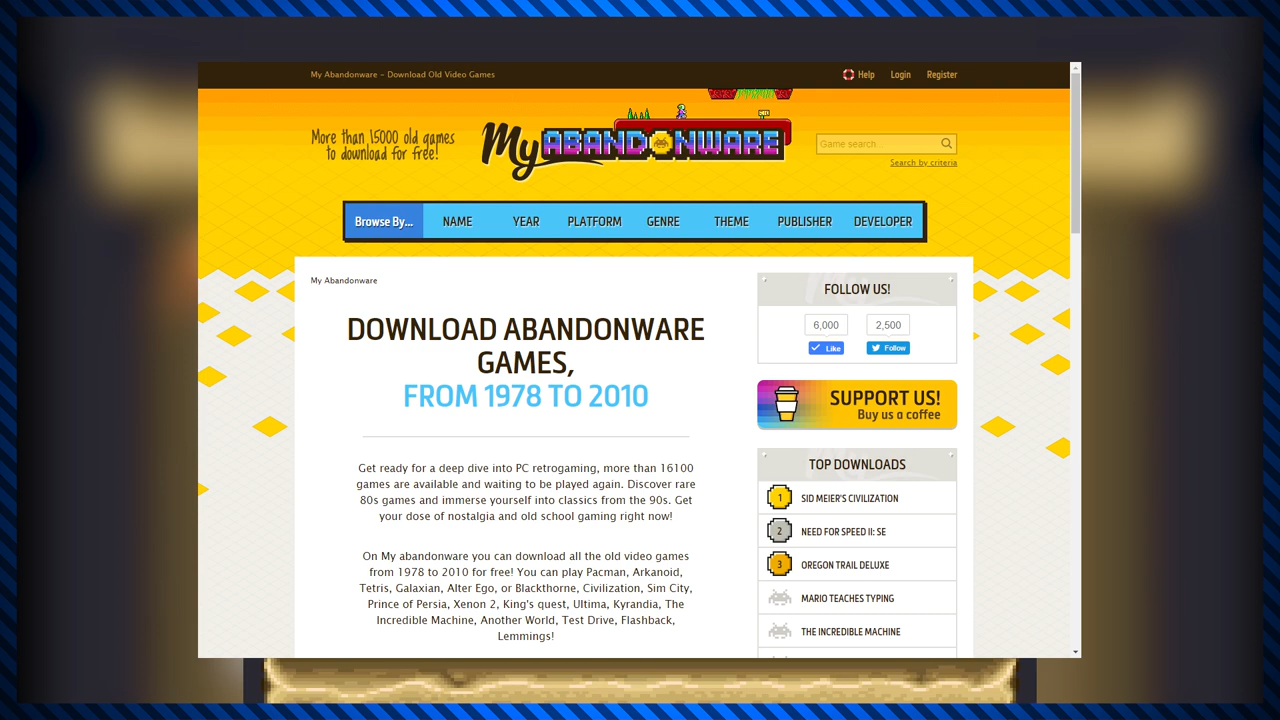 My Abandonware - Download Old Video Games
Help
Login
Register
More than 15000 old games
to download for free!
My ABANDONWARE
Game search...
Search by criteria
Browse By...
NAME
YEAR
PLATFORM
GENRE
THEME
PUBLISHER
DEVELOPER
My Abandonware
DOWNLOAD ABANDONWARE
GAMES,
FROM 1978 TO 2010
Get ready for a deep dive into PC retrogaming, more than 16100
games are available and waiting to be played again. Discover rare
80s games and immerse yourself into classics from the 90s. Get
your dose of nostalgia and old school gaming right now!
On My abandonware you can download all the old video games
from 1978 to 2010 for free! You can play Pacman, Arkanoid,
Tetris, Galaxian, Alter Ego, or Blackthorne, Civilization, Sim City,
Prince of Persia, Xenon 2, King's quest, Ultima, Kyrandia, The
Incredible Machine, Another World, Test Drive, Flashback,
Lemmings!
FOLLOW US!
6,000
2,500
Like
Follow
SUPPORT US!
Buy us a coffee
TOP DOWNLOADS
1 SID MEIER'S CIVILIZATION
2 NEED FOR SPEED II: SE
3 OREGON TRAIL DELUXE
MARIO TEACHES TYPING
THE INCREDIBLE MACHINE